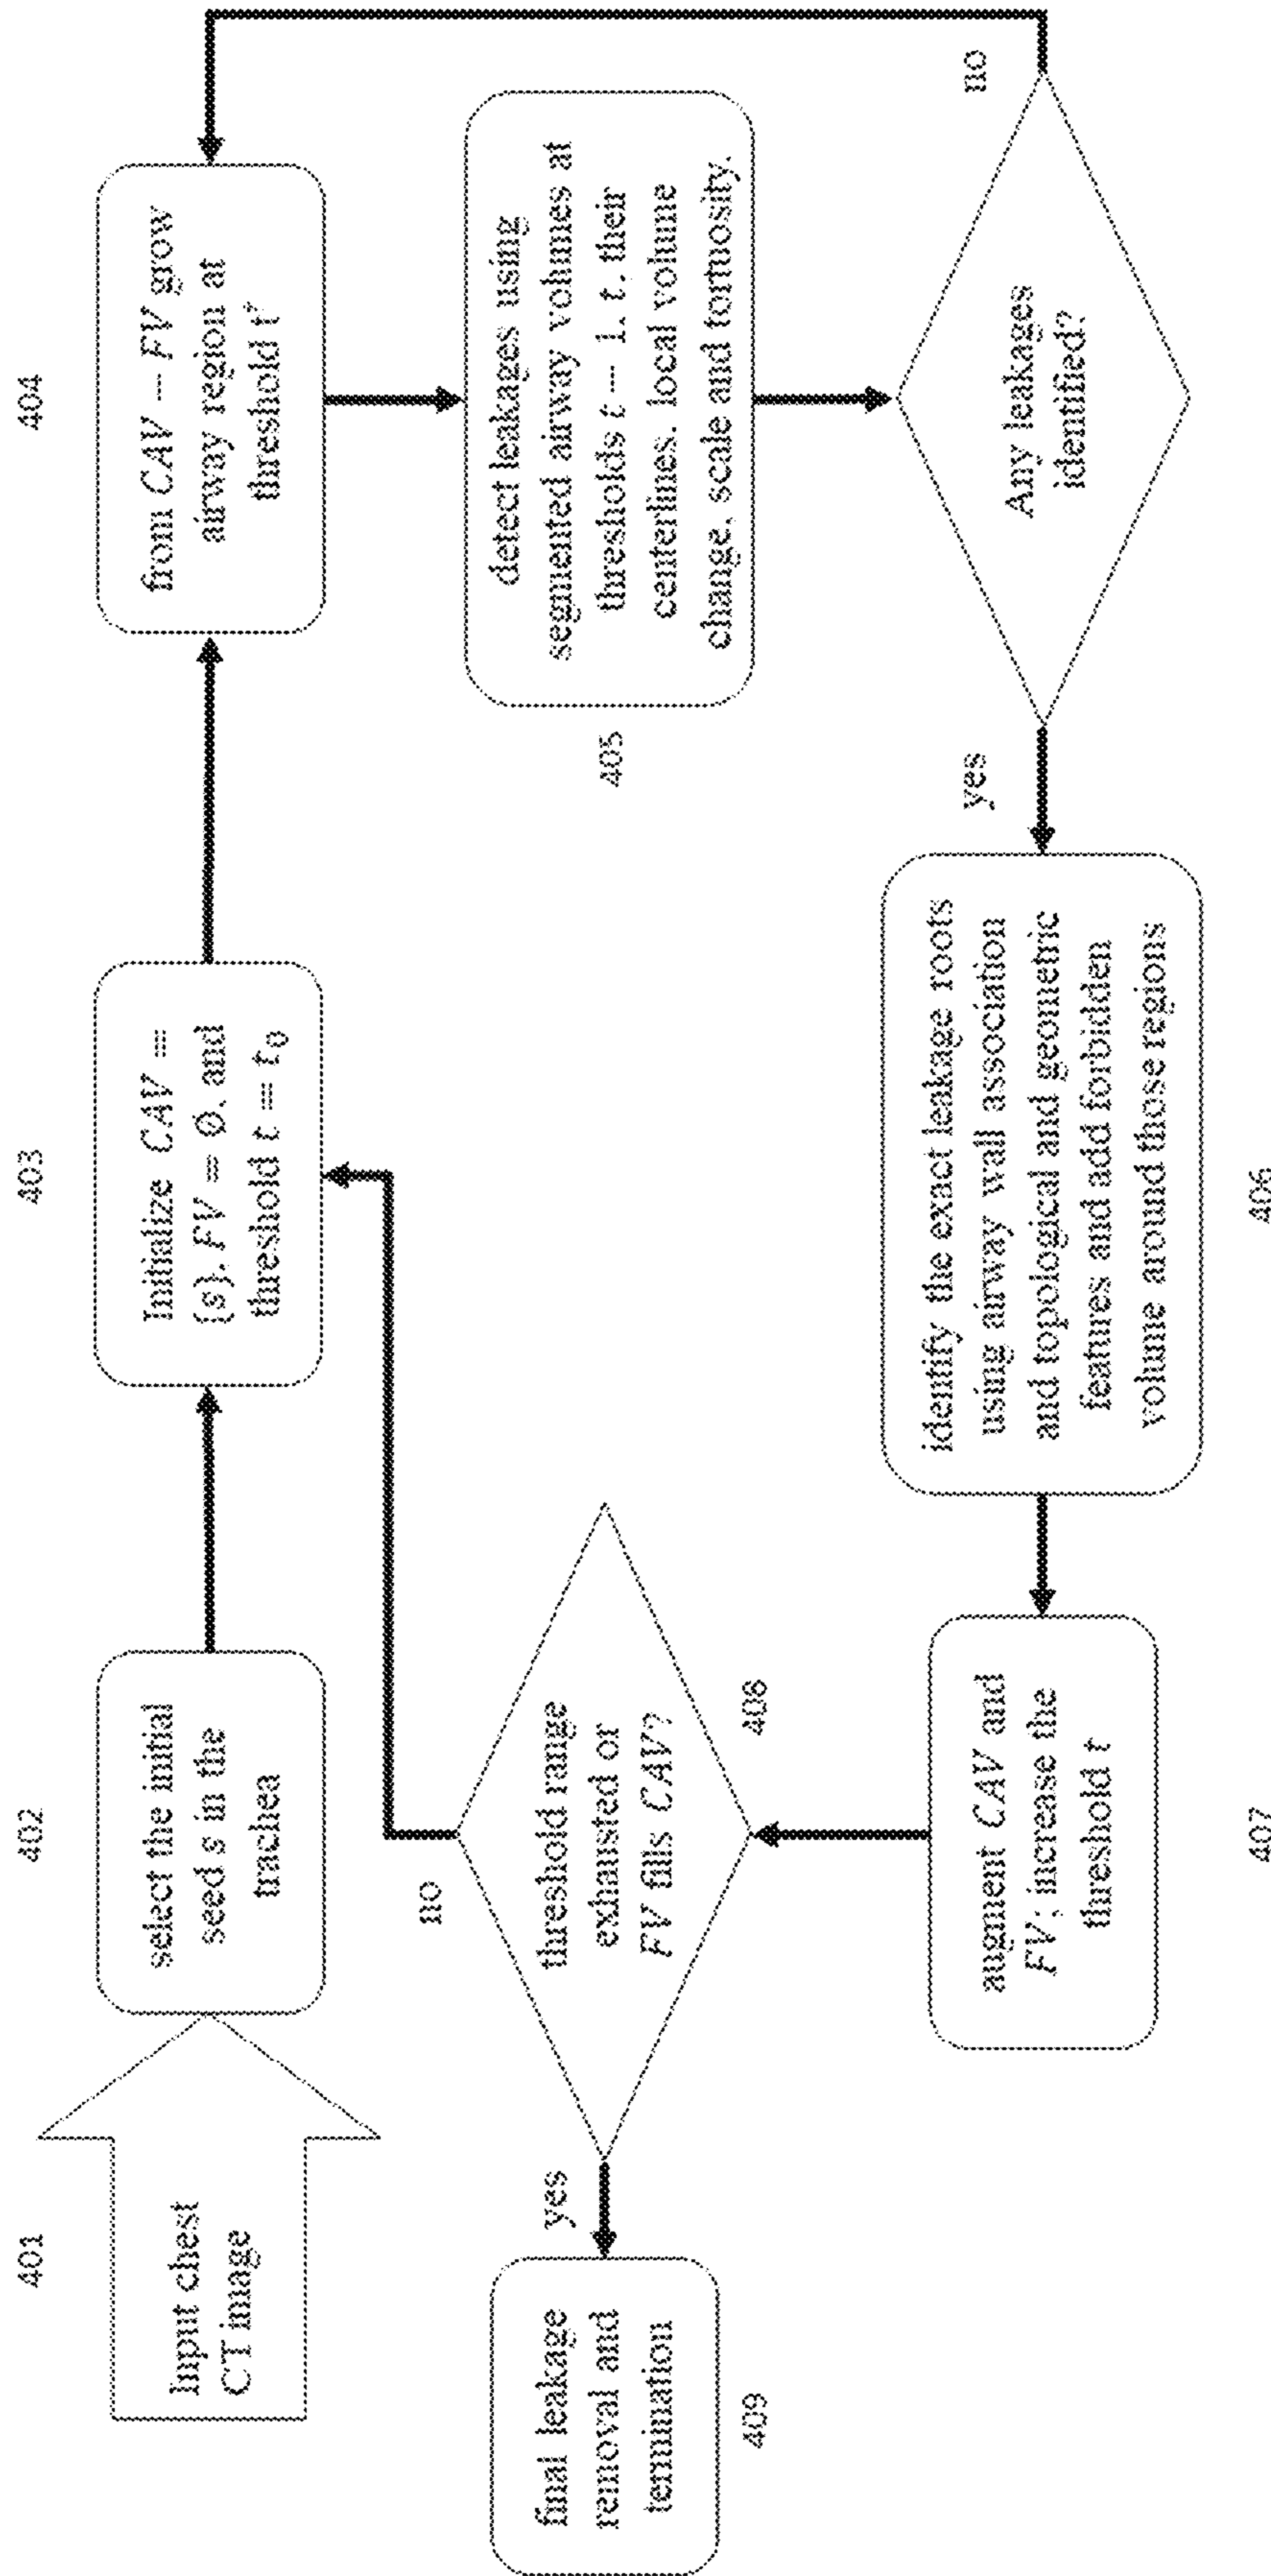 401
Input chest
CT image
402
select the initial
seed s in the
trachea
403
Initialize CAV =
{s}, FV = Ø, and
threshold t = t₀
404
from CAV − FV grow
airway region at
threshold t'
405
detect leakages using
segmented airway volumes at
thresholds t − 1, t, their
centerlines, local volume
change, scale and tortuosity.
Any leakages
identified?
no
yes
identify the exact leakage roots
using airway wall association
and topological and geometric
features and add forbidden
volume around those regions
406
augment CAV and
FV; increase the
threshold t
407
threshold range
exhausted or
FV fills CAV?
408
no
yes
final leakage
removal and
termination
409